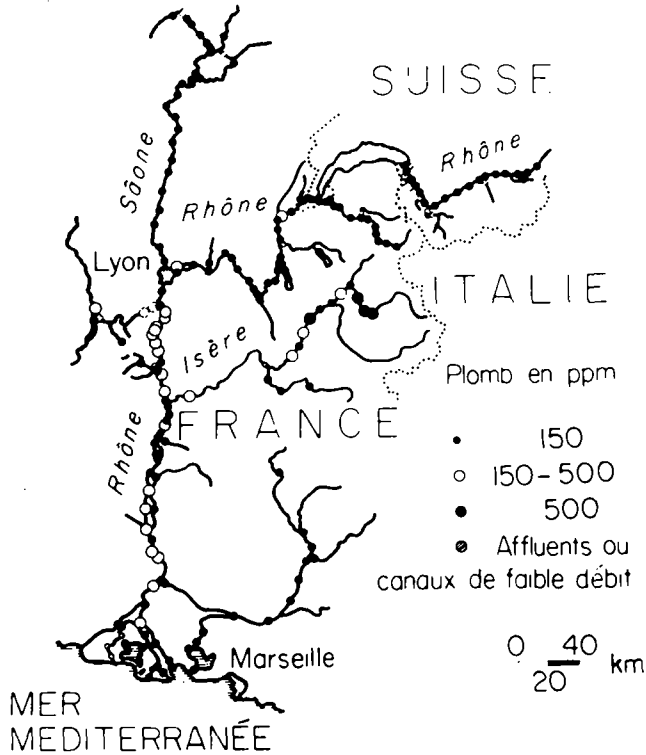 SUISSE
Rhône
Sâone
Rhône
Lyon
ITALIE
Isère
Plomb en ppm
FRANCE
150
Rhône
150-500
500
Affluents ou
canaux de faible débit
Marseille
0 40
20 km
MER
MEDITERRANÉE